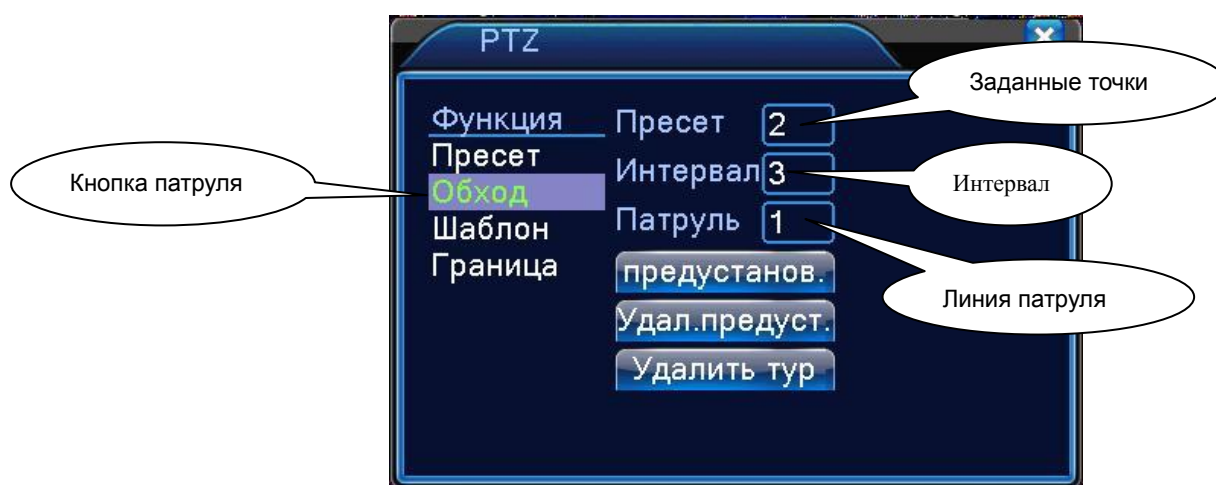 PTZ
Заданные точки
Функция
Пресет 2
Пресет
Интервал 3
Интервал
Кнопка патруля
Обход
Шаблон
Патруль 1
Граница
предустанов.
Линия патруля
Удал.предуст.
Удалить тур